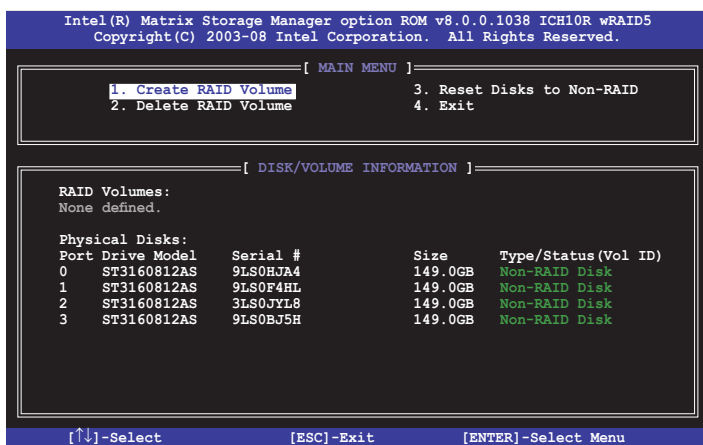 Intel(R) Matrix Storage Manager option ROM v8.0.0.1038 ICH10R wRAID5
Copyright(C) 2003-08 Intel Corporation. All Rights Reserved.
[ MAIN MENU ]
1. Create RAID Volume 3. Reset Disks to Non-RAID
2. Delete RAID Volume 4. Exit
[ DISK/VOLUME INFORMATION ]
RAID Volumes:
None defined.
Physical Disks:
Port Drive Model Serial # Size Type/Status(Vol ID)
0 ST3160812AS 9LS0HJA4 149.0GB Non-RAID Disk
1 ST3160812AS 9LS0F4HL 149.0GB Non-RAID Disk
2 ST3160812AS 3LS0JYL8 149.0GB Non-RAID Disk
3 ST3160812AS 9LS0BJ5H 149.0GB Non-RAID Disk
[↑↓]-Select [ESC]-Exit [ENTER]-Select Menu